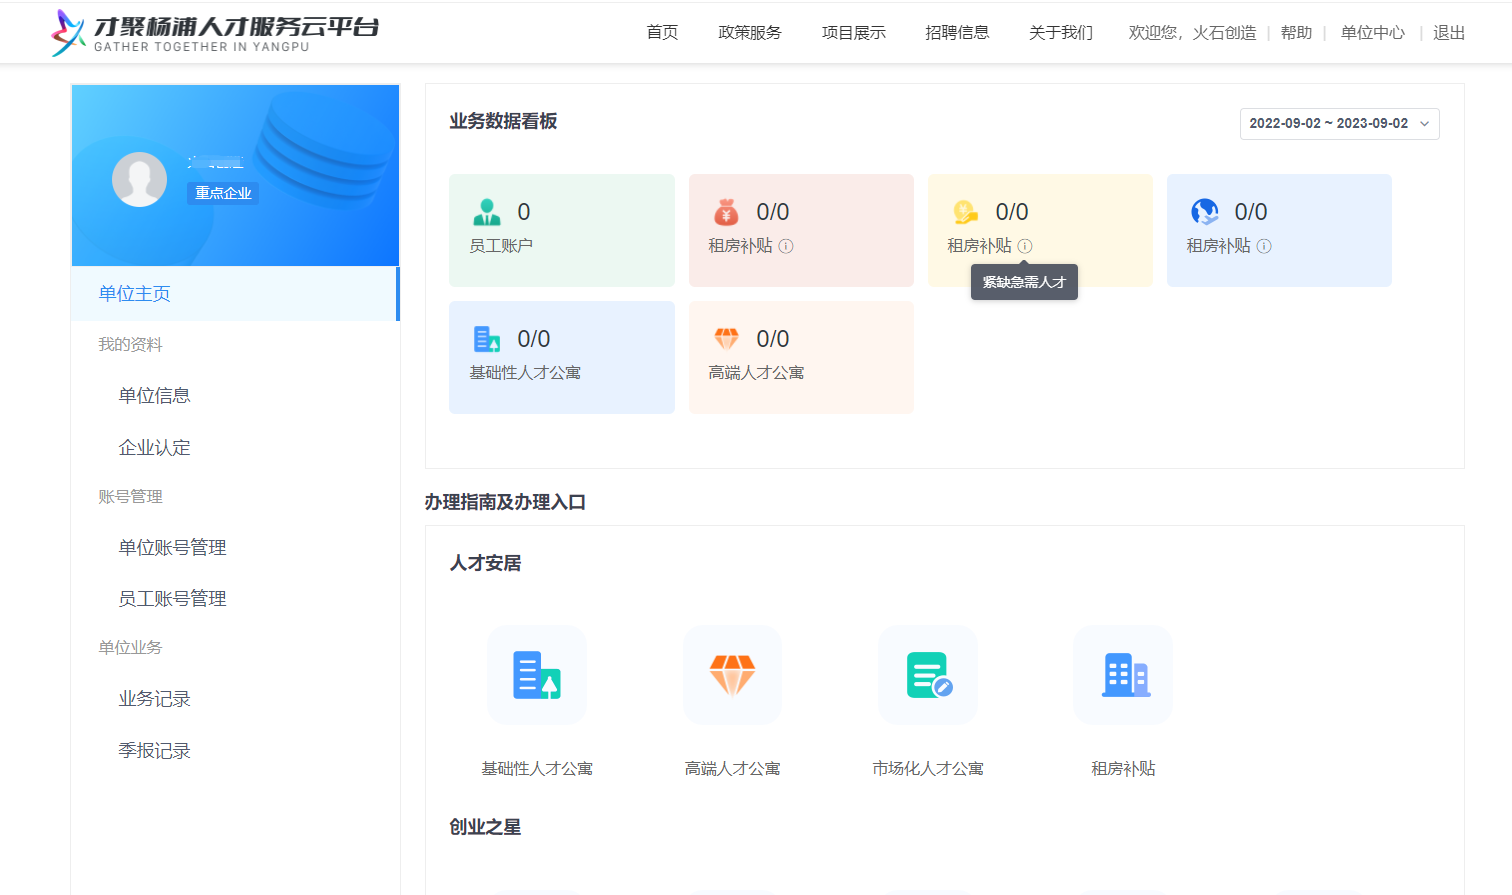 才聚杨浦人才服务云平台
GATHER TOGETHER IN YANGPU
首页 政策服务 项目展示 招聘信息 关于我们 欢迎您，火石创造 | 帮助 | 单位中心 | 退出
重点企业
单位主页
我的资料
单位信息
企业认定
账号管理
单位账号管理
员工账号管理
单位业务
业务记录
季报记录
业务数据看板
2022-09-02 ~ 2023-09-02
0
员工账户
0/0
租房补贴
0/0
租房补贴
紧缺急需人才
0/0
租房补贴
0/0
基础性人才公寓
0/0
高端人才公寓
办理指南及办理入口
人才安居
基础性人才公寓
高端人才公寓
市场化人才公寓
租房补贴
创业之星